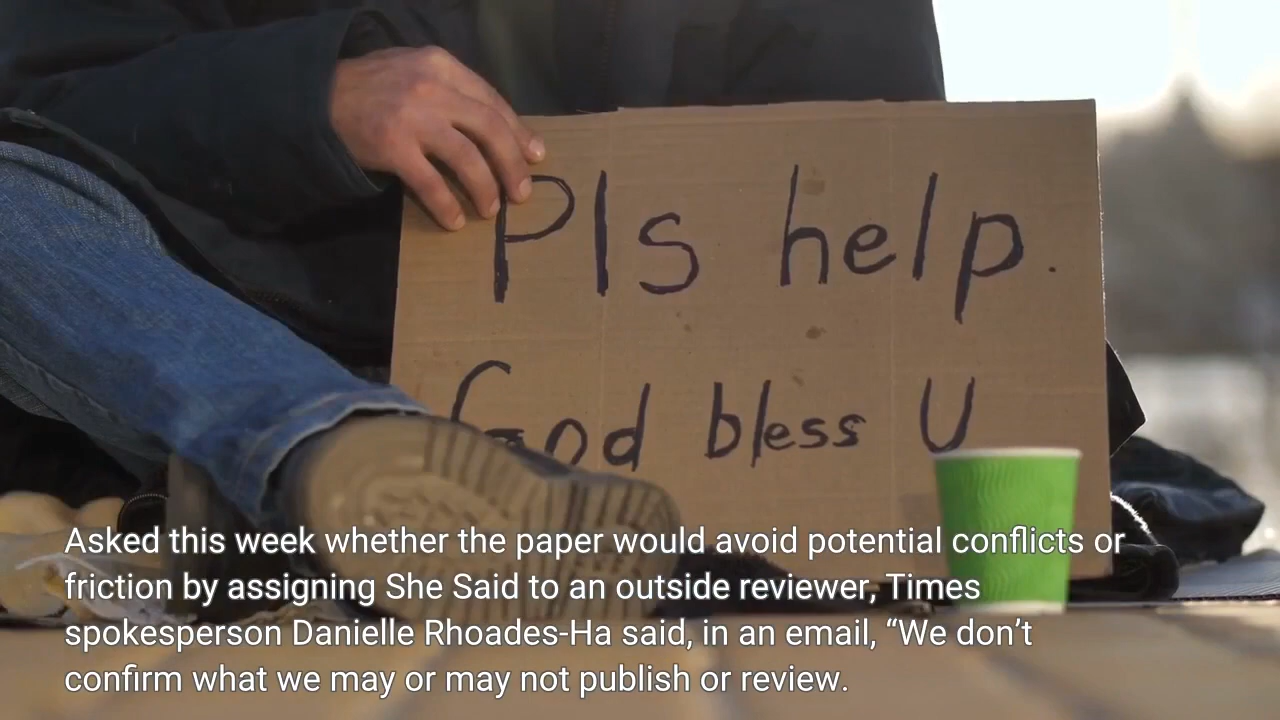 Pls help.
God bless U
Asked this week whether the paper would avoid potential conflicts or
friction by assigning She Said to an outside reviewer, Times
spokesperson Danielle Rhoades-Ha said, in an email, “We don’t
confirm what we may or may not publish or review.